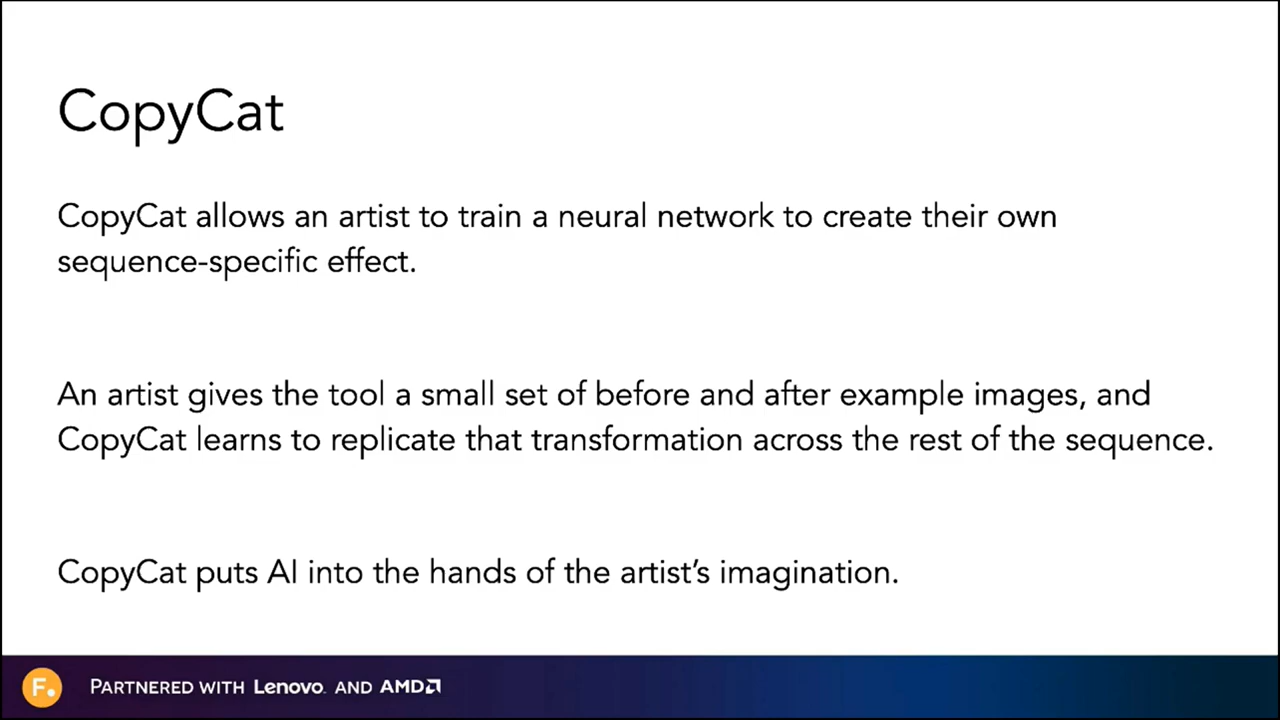 CopyCat
CopyCat allows an artist to train a neural network to create their own
sequence-specific effect.
An artist gives the tool a small set of before and after example images, and
CopyCat learns to replicate that transformation across the rest of the sequence.
CopyCat puts AI into the hands of the artist’s imagination.
F. PARTNERED WITH Lenovo. AND AMD